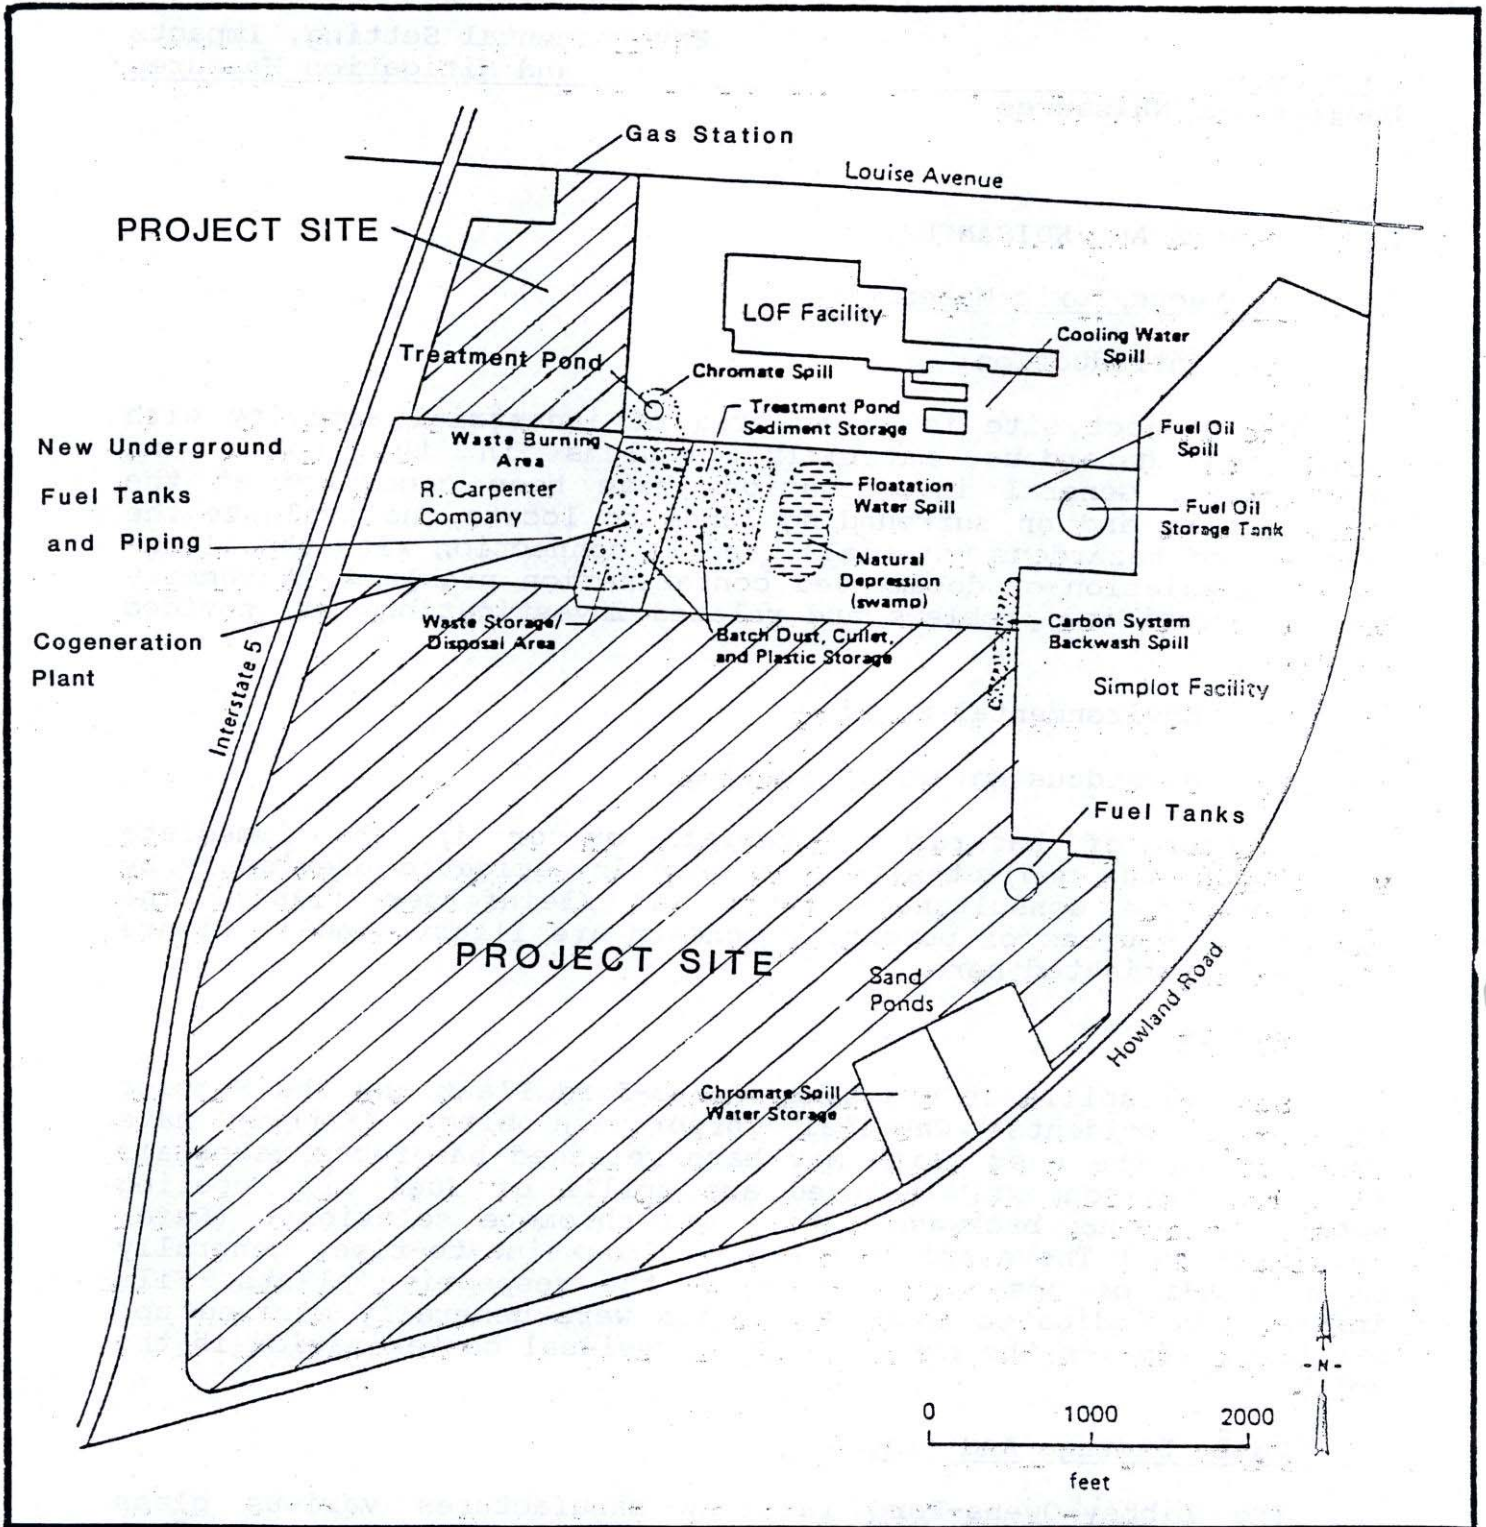 Gas Station
Louise Avenue
PROJECT SITE
LOF Facility
Cooling Water
Spill
Treatment Pond
Chromate Spill
Treatment Pond
Sediment Storage
Fuel Oil
Spill
New Underground
Fuel Tanks
and Piping
Waste Burning
Area
R. Carpenter
Company
Floatation
Water Spill
Fuel Oil
Storage Tank
Natural
Depression
(swamp)
Cogeneration
Plant
Waste Storage/
Disposal Area
Batch Dust, Cullet,
and Plastic Storage
Carbon System
Backwash Spill
Simplot Facility
Interstate 5
Fuel Tanks
PROJECT SITE
Sand
Ponds
Howland Road
Chromate Spill
Water Storage
0 1000 2000
feet
- N -